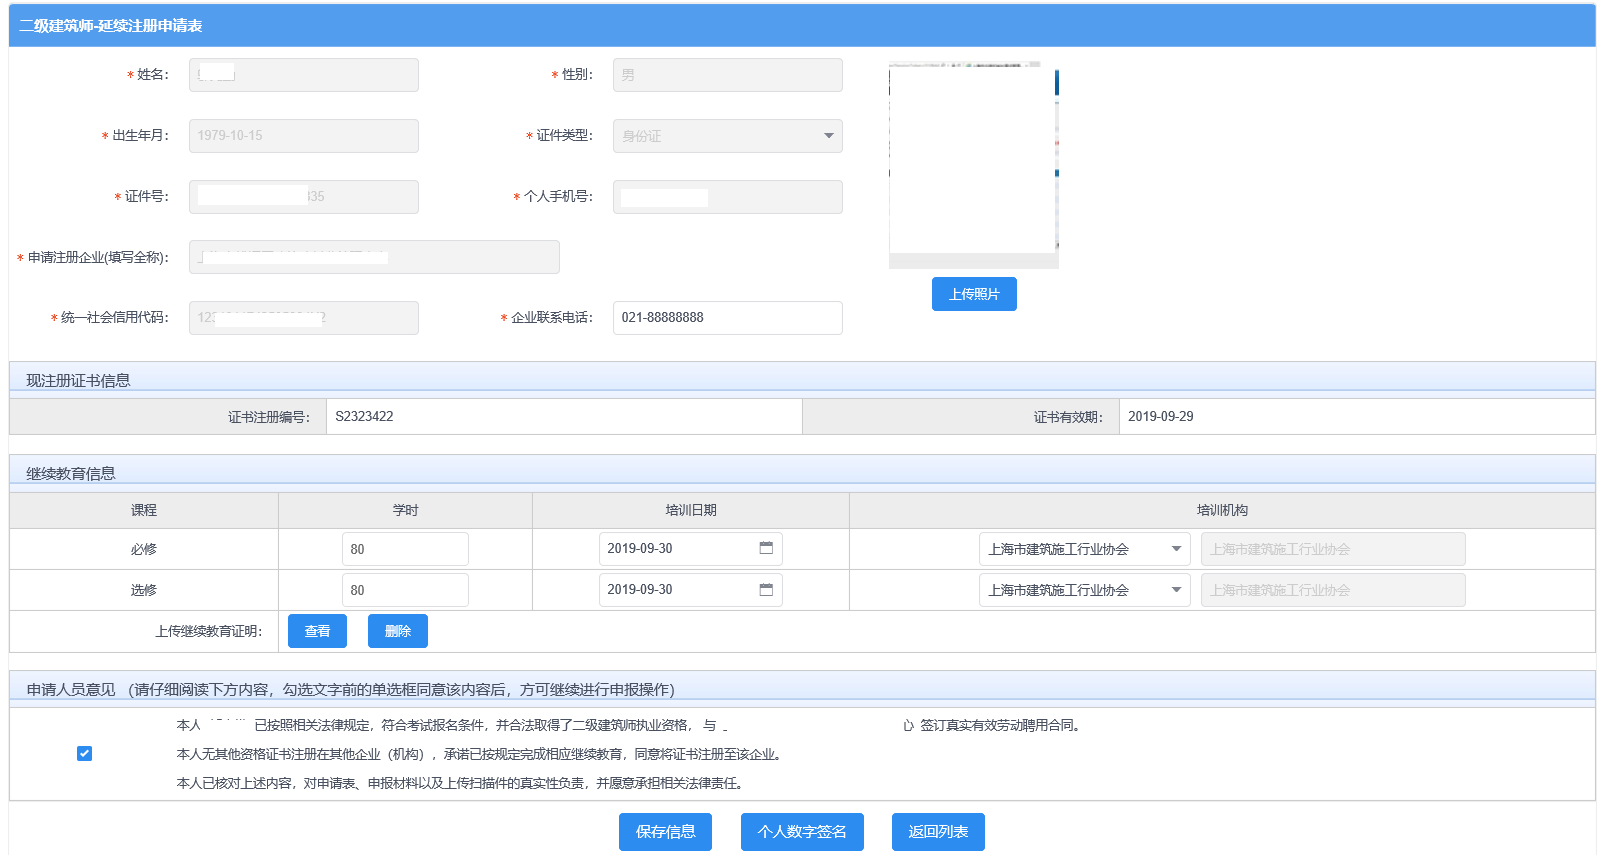 二级建筑师-延续注册申请表
* 姓名： * 性别： 男
* 出生年月： 1979-10-15 * 证件类型： 身份证
* 证件号： 335 * 个人手机号：
* 申请注册企业(填写全称)：
上传照片
* 统一社会信用代码： 123 2 * 企业联系电话： 021-88888888
现注册证书信息
证书注册编号： S2323422 证书有效期： 2019-09-29
继续教育信息
课程 学时 培训日期 培训机构
必修 80 2019-09-30 上海市建筑施工行业协会 上海市建筑施工行业协会
选修 80 2019-09-30 上海市建筑施工行业协会 上海市建筑施工行业协会
上传继续教育证明： 查看 删除
申请人员意见 （请仔细阅读下方内容，勾选文字前的单选框同意该内容后，方可继续进行申报操作）
本人 已按照相关法律规定，符合考试报名条件，并合法取得了二级建筑师执业资格， 与 心 签订真实有效劳动聘用合同。
本人无其他资格证书注册在其他企业（机构），承诺已按规定完成相应继续教育，同意将证书注册至该企业。
本人已核对上述内容，对申请表、申报材料以及上传扫描件的真实性负责，并愿意承担相关法律责任。
保存信息 个人数字签名 返回列表